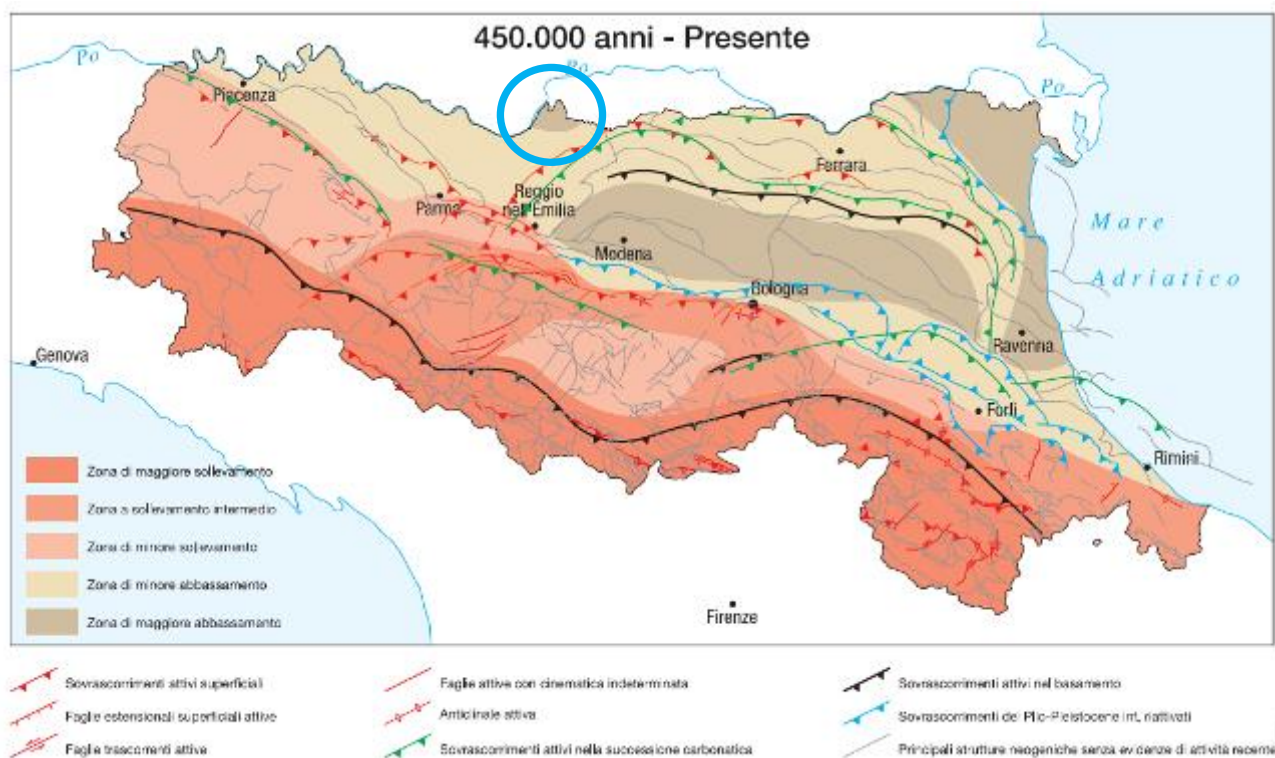 450.000 anni - Presente
Po
Po
Po
Piacenza
Ferrara
Parma
Reggio
nell'Emilia
Modena
Mare
Adriatico
Bologna
Ravenna
Genova
Forlì
Rimini
Firenze
Zona di maggiore sollevamento
Zona a sollevamento intermedio
Zona di minore sollevamento
Zona di minore abbassamento
Zona di maggiore abbassamento
Sovrascorrimenti attivi superficiali
Faglie estensionali superficiali attive
Faglie trascorrenti attive
Faglie attive con cinematica indeterminata
Anticlinale attiva
Sovrascorrimenti attivi nella successione carbonatica
Sovrascorrimenti attivi nel basamento
Sovrascorrimenti del Plio-Pleistocene inf. riattivati
Principali strutture neogeniche senza evidenze di attività recente